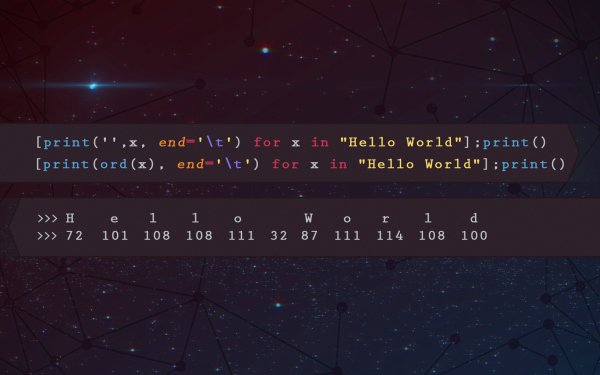 [print('',x, end='\t') for x in "Hello World"];print()
[print(ord(x), end='\t') for x in "Hello World"];print()
>>> H e l l o W o r l d
>>> 72 101 108 108 111 32 87 111 114 108 100